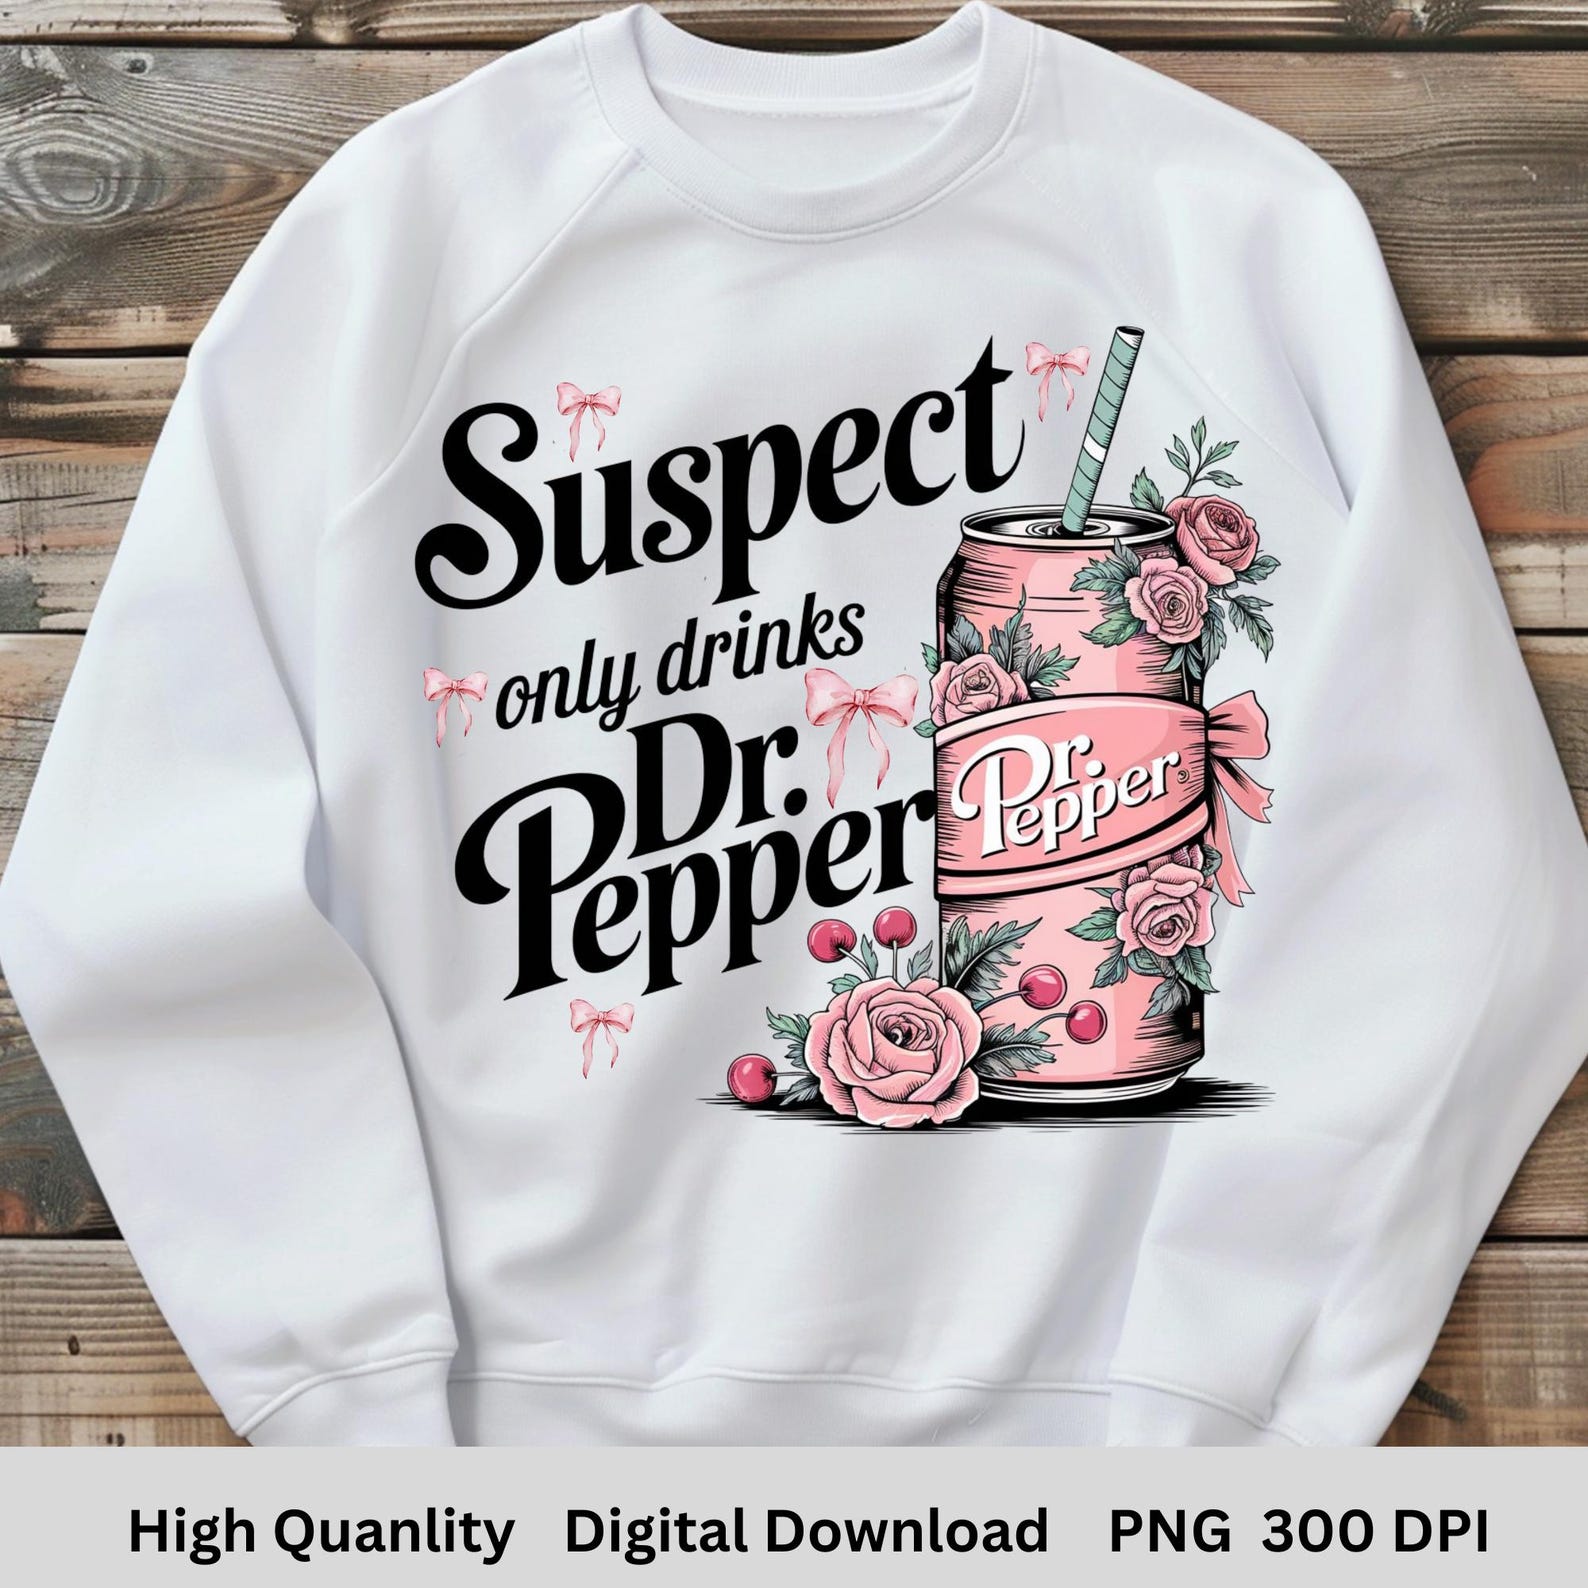 Suspect
only drinks
Dr.
Pepper
Dr.
Pepper
High Quanlity Digital Download PNG 300 DPI